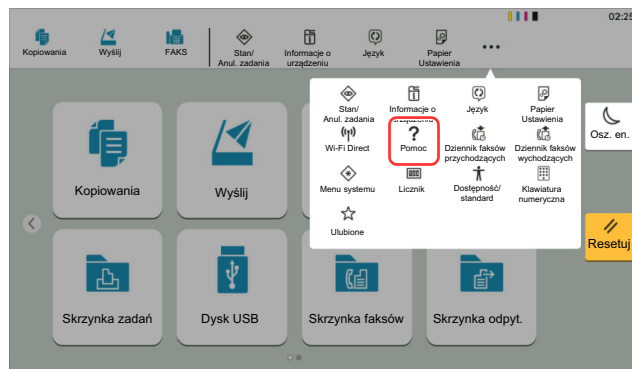 02:25
Kopiowania
Wyślij
FAKS
Stan/
Anul. zadania
Informacje o
urządzeniu
Język
Papier
Ustawienia
Stan/
Anul. zadania
Informacje o
urządzeniu
Język
Papier
Ustawienia
Wi-Fi Direct
Pomoc
Dziennik faksów
przychodzących
Dziennik faksów
wychodzących
Menu systemu
Licznik
Dostępność/
standard
Klawiatura
numeryczna
Ulubione
Kopiowania
Wyślij
Osz. en.
Resetuj
Skrzynka zadań
Dysk USB
Skrzynka faksów
Skrzynka odpyt.